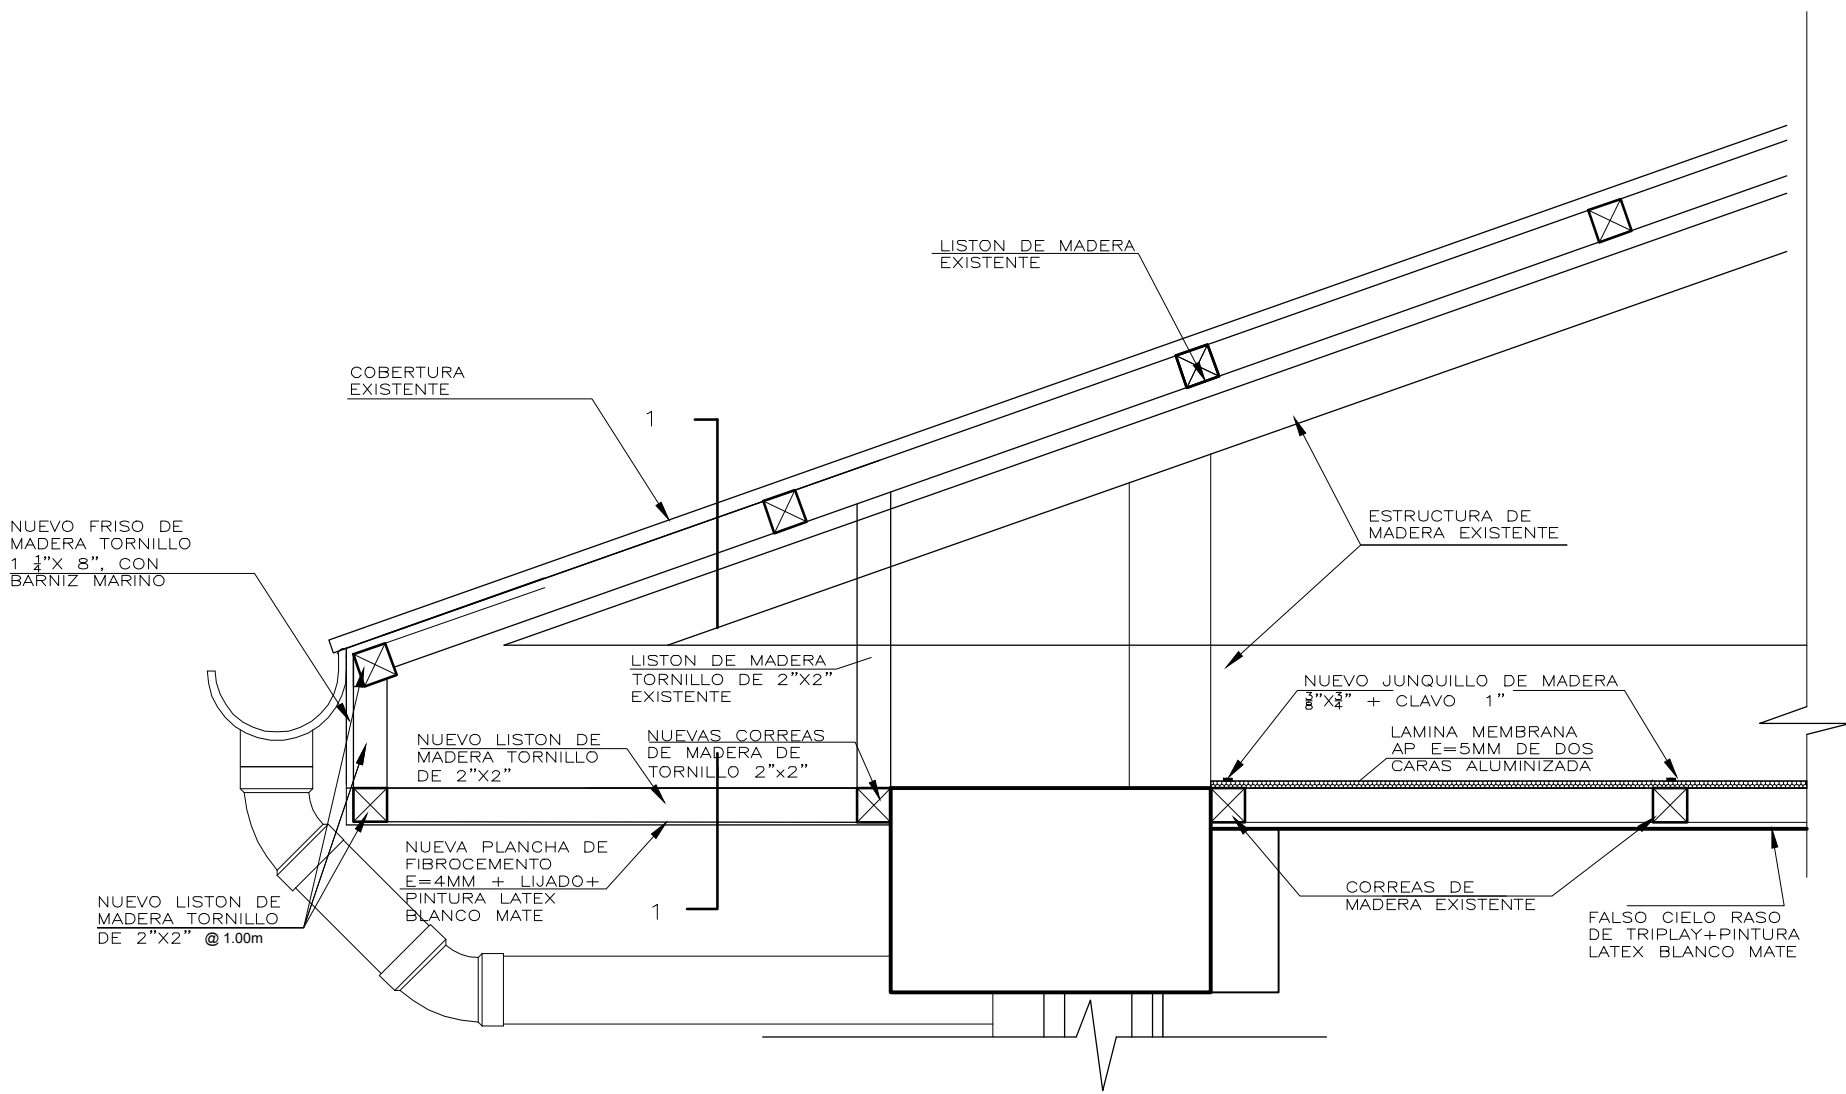 LISTON DE MADERA
EXISTENTE
COBERTURA
EXISTENTE
1
NUEVO FRISO DE
MADERA TORNILLO
1 1/4"X 8", CON
BARNIZ MARINO
ESTRUCTURA DE
MADERA EXISTENTE
LISTON DE MADERA
TORNILLO DE 2"X2"
EXISTENTE
NUEVO JUNQUILLO DE MADERA
3/8"X3/4" + CLAVO 1"
LAMINA MEMBRANA
AP E=5MM DE DOS
CARAS ALUMINIZADA
NUEVO LISTON DE
MADERA TORNILLO
DE 2"X2"
NUEVAS CORREAS
DE MADERA DE
TORNILLO 2"x2"
NUEVA PLANCHA DE
FIBROCEMENTO
E=4MM + LIJADO+
PINTURA LATEX
BLANCO MATE
1
NUEVO LISTON DE
MADERA TORNILLO
DE 2"X2" @ 1.00m
CORREAS DE
MADERA EXISTENTE
FALSO CIELO RASO
DE TRIPLAY+PINTURA
LATEX BLANCO MATE